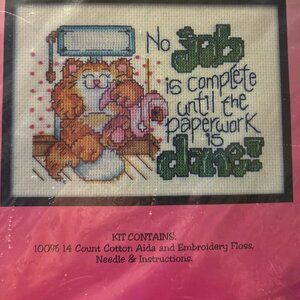 No job
is complete
until the
paperwork
is
done!!
KIT CONTAINS:
100% 14 Count Cotton Aida and Embroidery Floss,
Needle & Instructions.